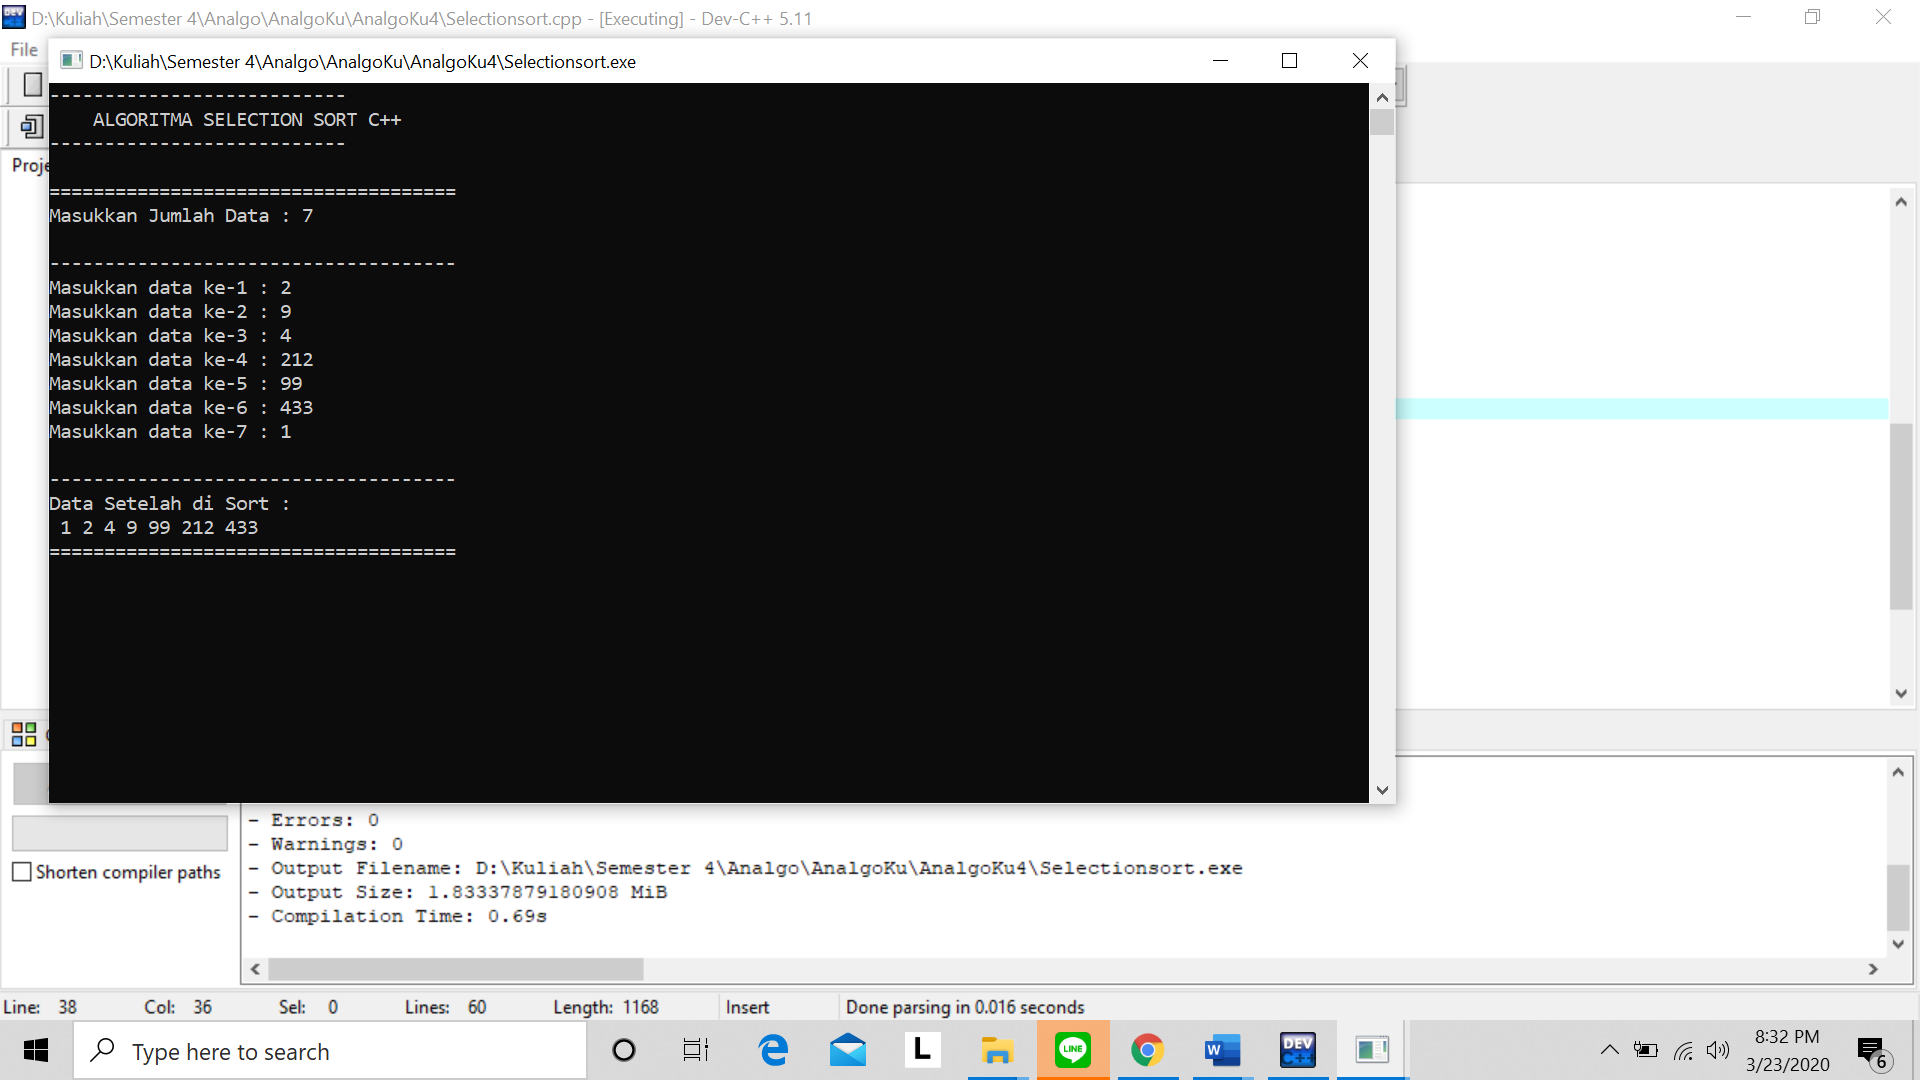 D:\Kuliah\Semester 4\Analgo\AnalgoKu\AnalgoKu4\Selectionsort.cpp - [Executing] - Dev-C++ 5.11
File
D:\Kuliah\Semester 4\Analgo\AnalgoKu\AnalgoKu4\Selectionsort.exe
---------------------------
ALGORITMA SELECTION SORT C++
---------------------------
Proje
=====================================
Masukkan Jumlah Data : 7
-------------------------------------
Masukkan data ke-1 : 2
Masukkan data ke-2 : 9
Masukkan data ke-3 : 4
Masukkan data ke-4 : 212
Masukkan data ke-5 : 99
Masukkan data ke-6 : 433
Masukkan data ke-7 : 1
-------------------------------------
Data Setelah di Sort :
1 2 4 9 99 212 433
=====================================
- Errors: 0
- Warnings: 0
- Output Filename: D:\Kuliah\Semester 4\Analgo\AnalgoKu\AnalgoKu4\Selectionsort.exe
- Output Size: 1.83337879180908 MiB
- Compilation Time: 0.69s
Shorten compiler paths
Line: 38 Col: 36 Sel: 0 Lines: 60 Length: 1168 Insert Done parsing in 0.016 seconds
Type here to search
L
LINE
W
DEV C++
8:32 PM
3/23/2020
6